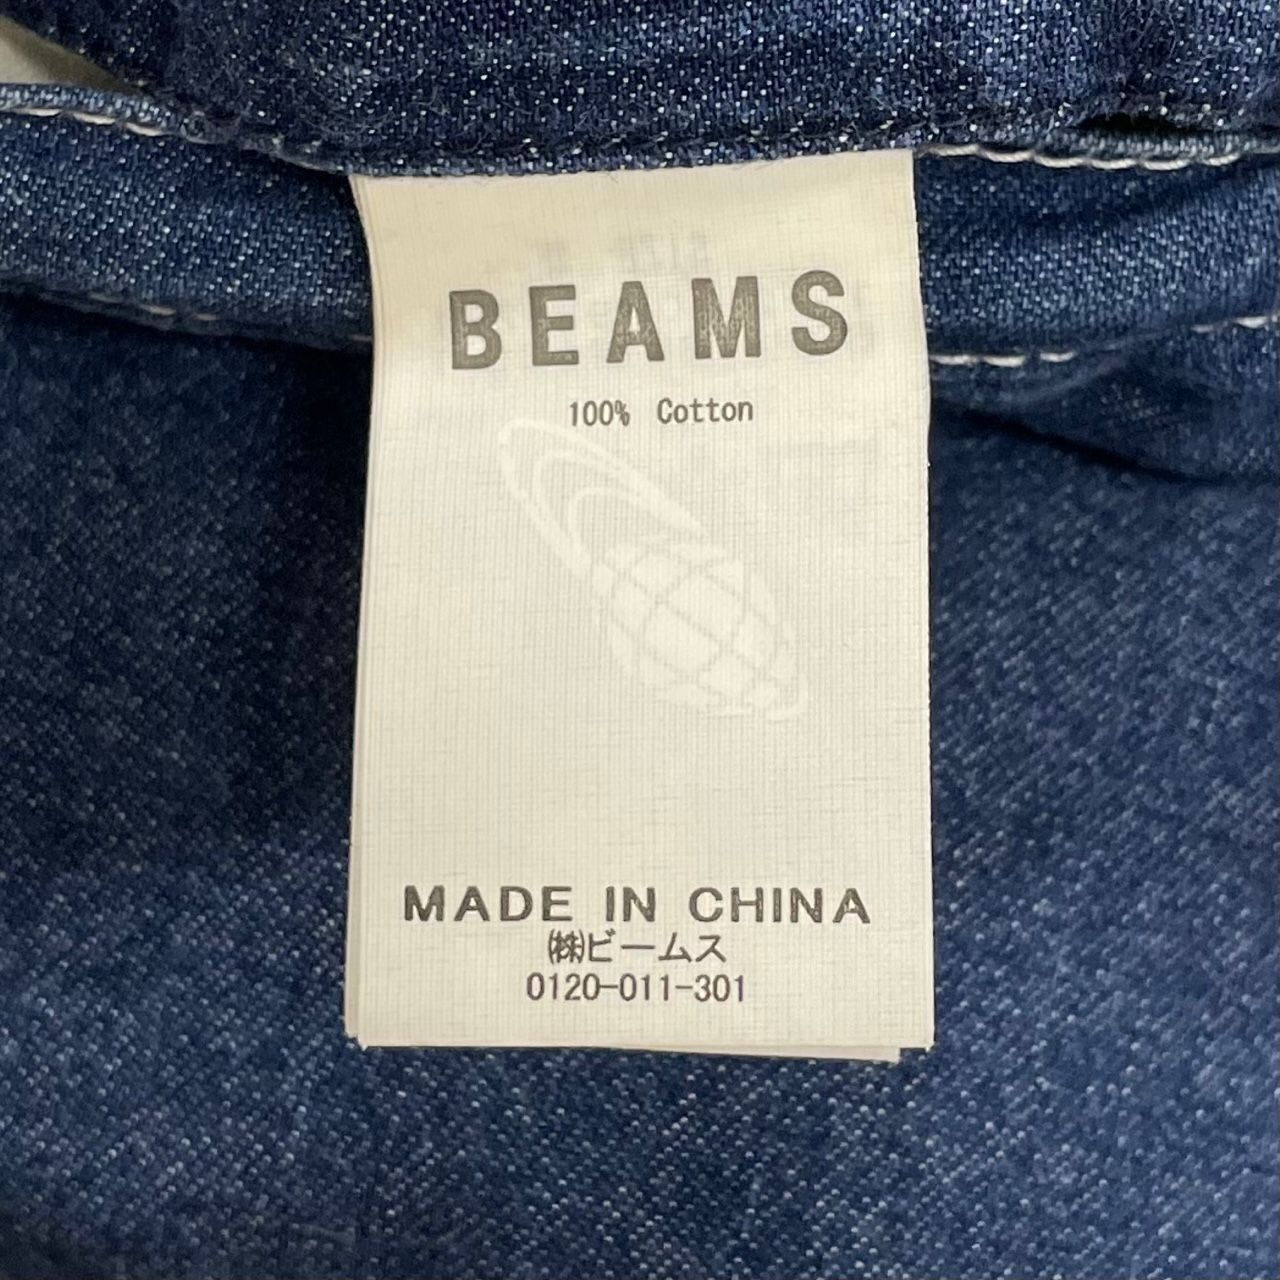 BEAMS
100% Cotton
MADE IN CHINA
㈱ビームス
0120-011-301